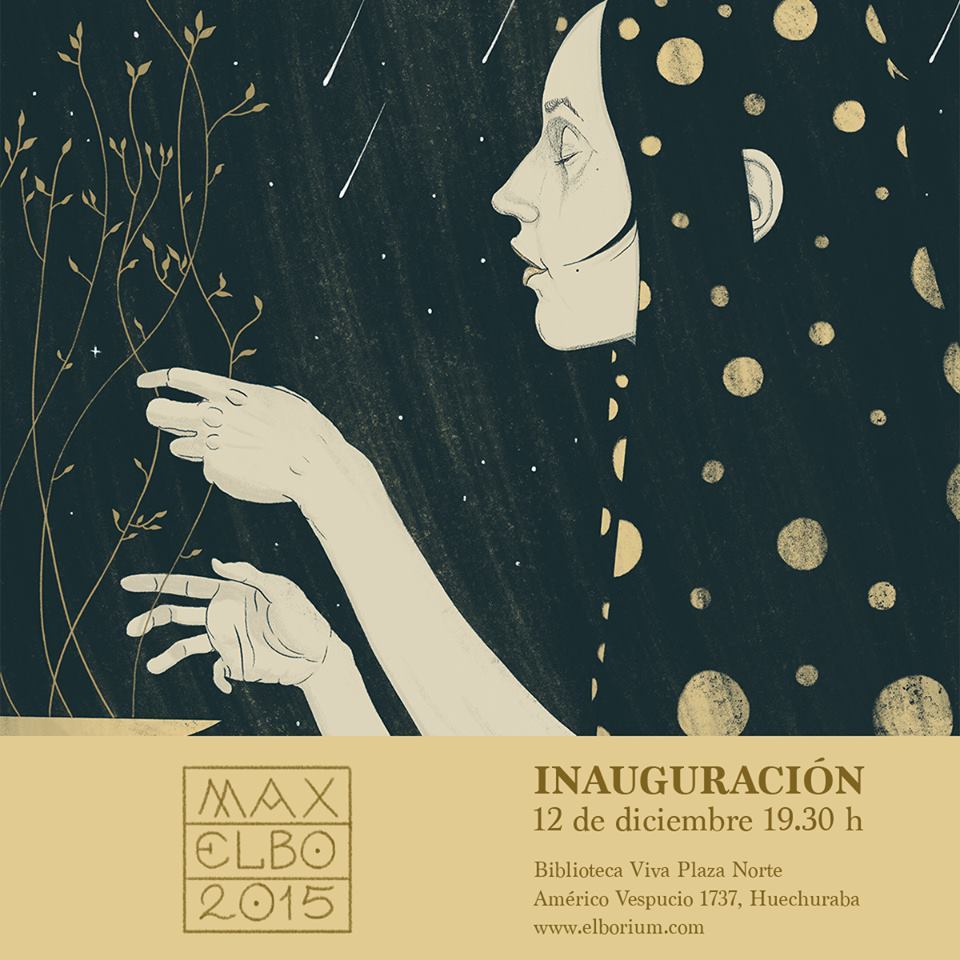 MAX
ELBO
2015
INAUGURACIÓN
12 de diciembre 19.30 h
Biblioteca Viva Plaza Norte
Américo Vespucio 1737, Huechuraba
www.elborium.com